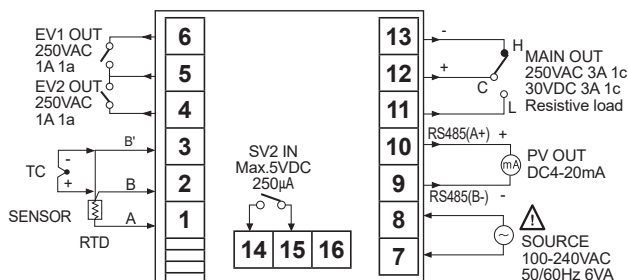 EV1 OUT
250VAC
1A 1a
EV2 OUT
250VAC
1A 1a
6
5
4
3
2
1
B'
B
A
TC
-
+
SENSOR
RTD
SV2 IN
Max.5VDC
250µA
14 15 16
13
12
11
10
9
8
7
-
+
H
C
L
MAIN OUT
250VAC 3A 1c
30VDC 3A 1c
Resistive load
RS485(A+) +
mA
PV OUT
DC4-20mA
RS485(B-) -
!
~
SOURCE
100-240VAC
50/60Hz 6VA